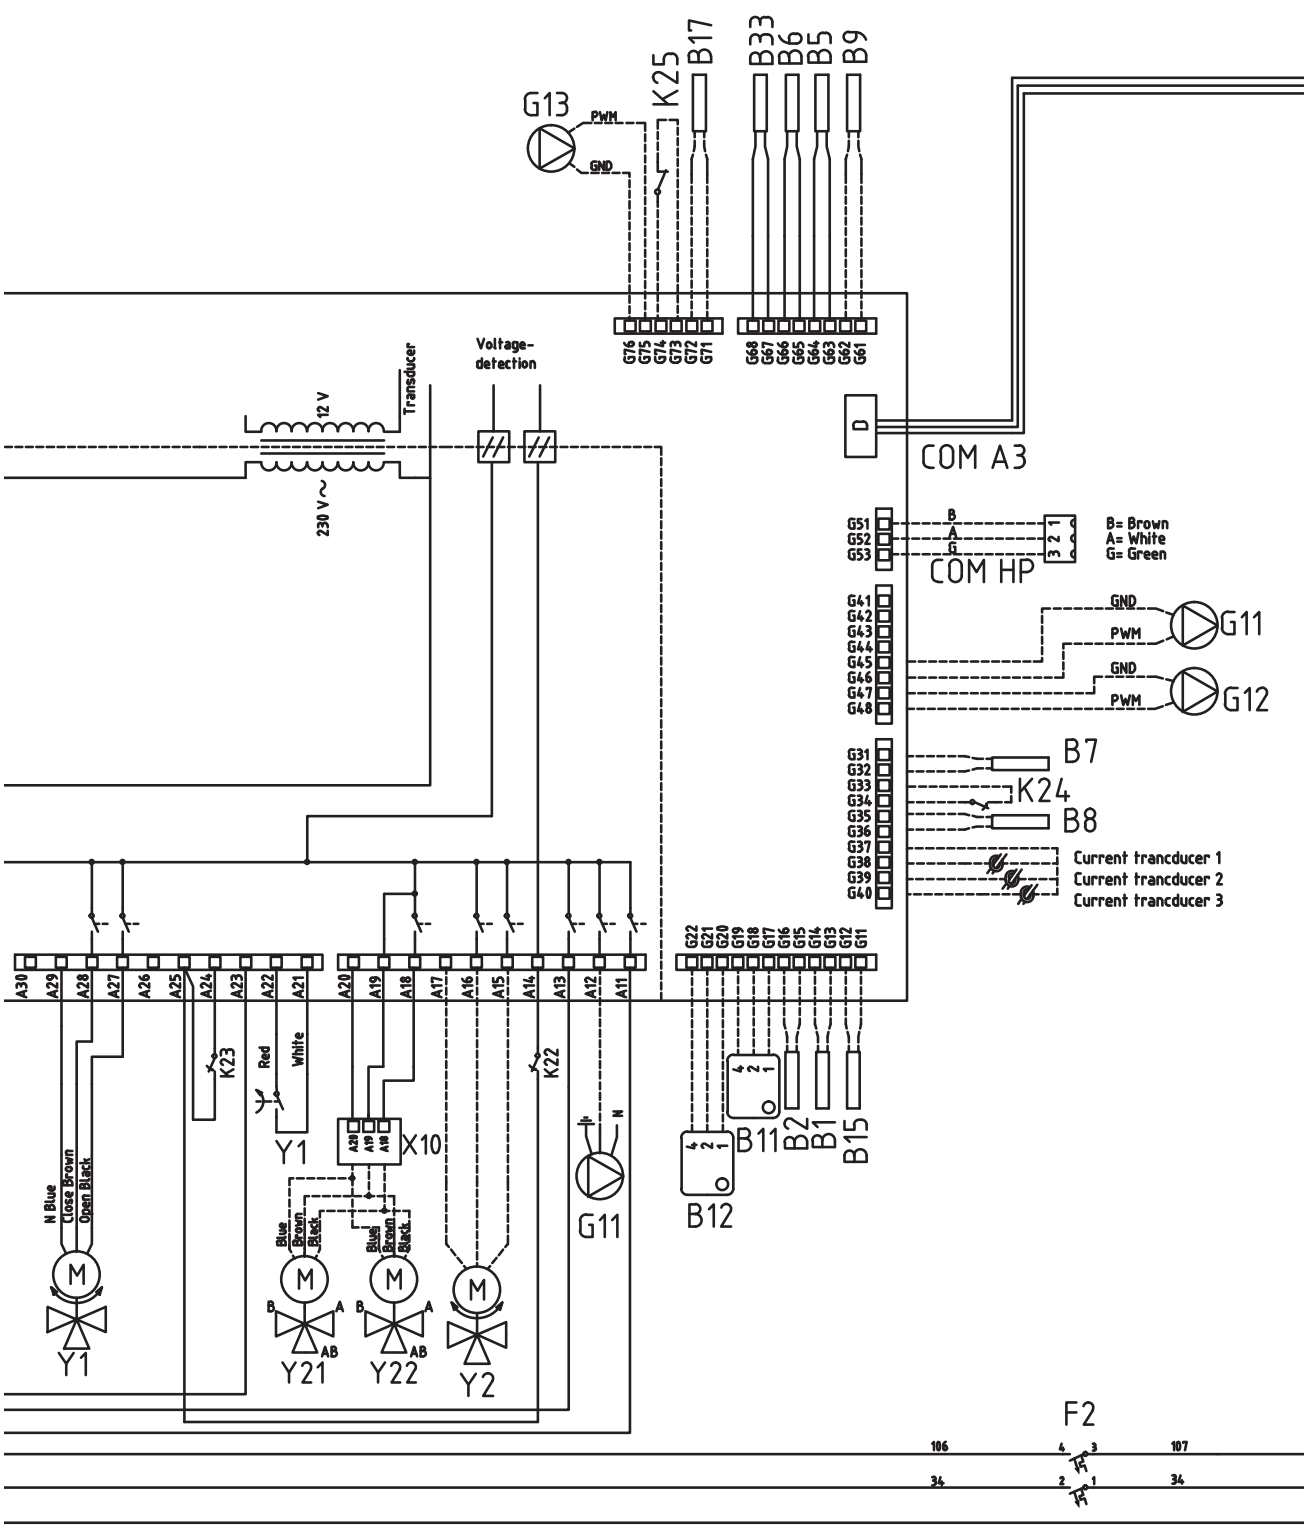 G13
PWM
GND
K25
B17
B33
B6
B5
B9
G76
G75
G74
G73
G72
G71
G68
G67
G66
G65
G64
G63
G62
G61
Voltage-
detection
Transducer
12 V
230 V ~
D
COM A3
G51
G52
G53
B
A
G
COM HP
1
2
3
B= Brown
A= White
G= Green
G41
G42
G43
G44
G45
G46
G47
G48
GND
PWM
G11
GND
PWM
G12
G31
G32
G33
G34
G35
G36
G37
G38
G39
G40
B7
K24
B8
Current trancducer 1
Current trancducer 2
Current trancducer 3
G22
G21
G20
G19
G18
G17
G16
G15
G14
G13
G12
G11
A30
A29
A28
A27
A26
A25
A24
A23
A22
A21
A20
A19
A18
A17
A16
A15
A14
A13
A12
A11
K23
Red
White
Y1
K22
A20
A19
A18
X10
N
G11
4
2
1
B11
4
2
1
B12
B2
B1
B15
N Blue
Close Brown
Open Black
M
Y1
Blue
Brown
Black
M
B
A
AB
Y21
Blue
Brown
Black
M
B
A
AB
Y22
M
Y2
F2
106
4
3
107
34
2
1
34